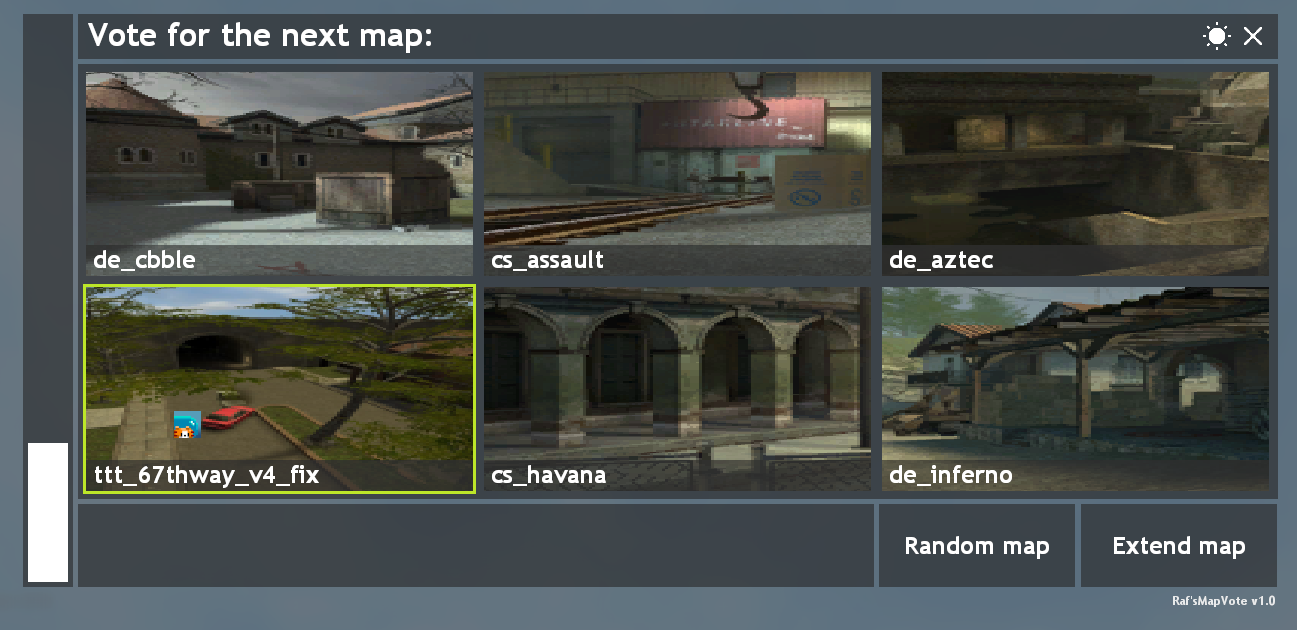 Vote for the next map:
de_cbble
cs_assault
de_aztec
ttt_67thway_v4_fix
cs_havana
de_inferno
Random map
Extend map
Raf'sMapVote v1.0